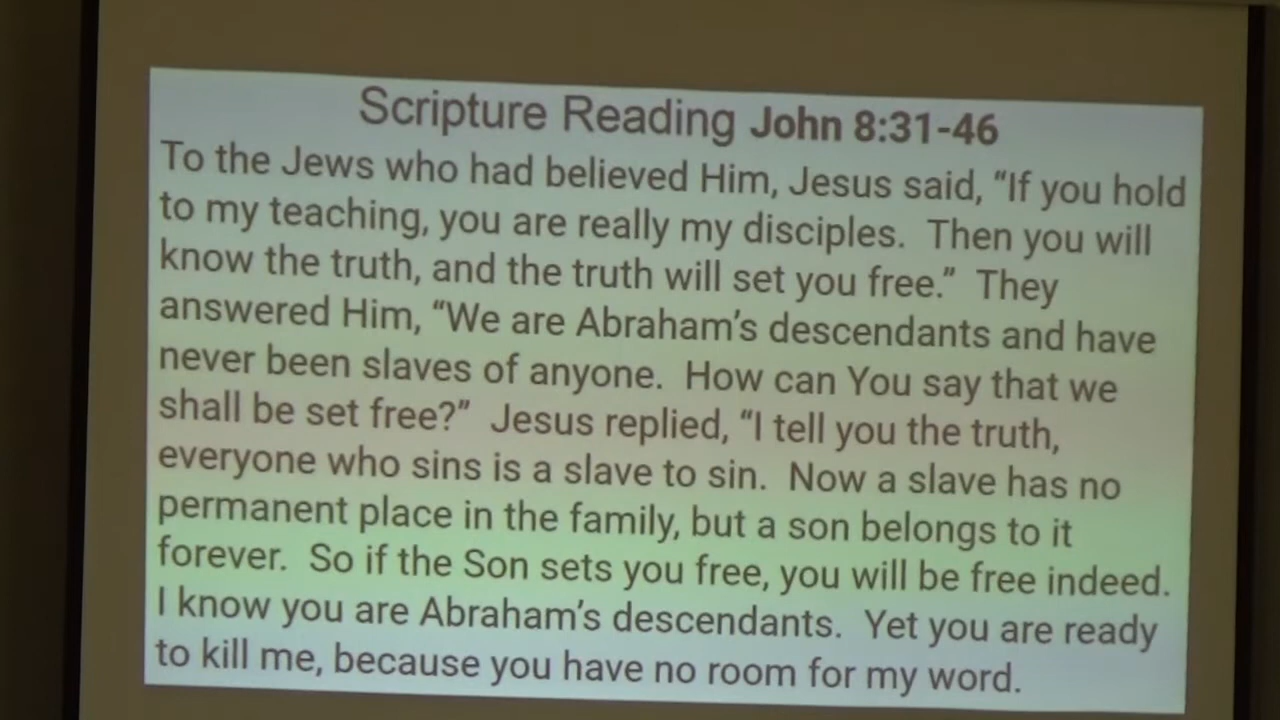 Scripture Reading John 8:31-46
To the Jews who had believed Him, Jesus said, “If you hold
to my teaching, you are really my disciples.  Then you will
know the truth, and the truth will set you free.”  They
answered Him, “We are Abraham’s descendants and have
never been slaves of anyone.  How can You say that we
shall be set free?”  Jesus replied, “I tell you the truth,
everyone who sins is a slave to sin.  Now a slave has no
permanent place in the family, but a son belongs to it
forever.  So if the Son sets you free, you will be free indeed.
I know you are Abraham’s descendants.  Yet you are ready
to kill me, because you have no room for my word.